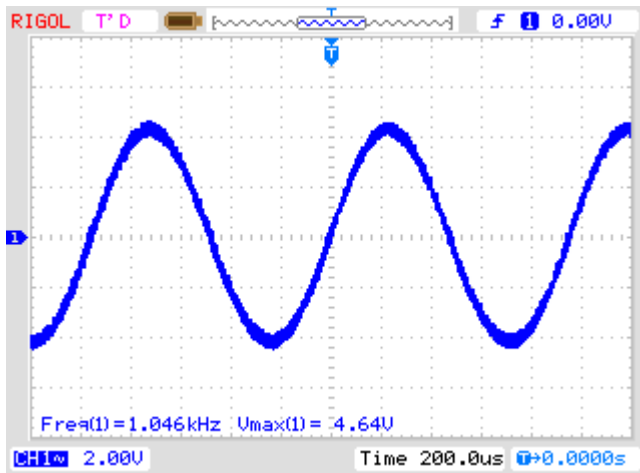 RIGOL T'D T f 1 0.00V
T
1
Freq(1)=1.046kHz Vmax(1)= 4.64V
CH1~ 2.00V Time 200.0us T→0.0000s